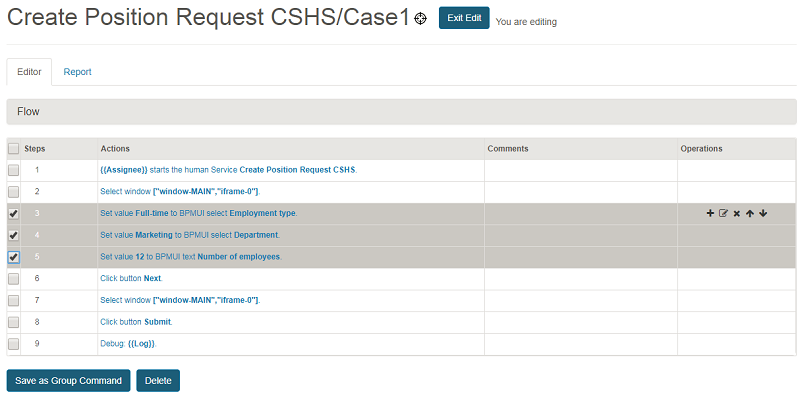 Create Position Request CSHS/Case1 Exit Edit You are editing
Editor Report
Flow
Steps Actions Comments Operations
1 {{Assignee}} starts the human Service Create Position Request CSHS.
2 Select window ["window-MAIN","iframe-0"].
3 Set value Full-time to BPMUI select Employment type.
4 Set value Marketing to BPMUI select Department.
5 Set value 12 to BPMUI text Number of employees.
6 Click button Next.
7 Select window ["window-MAIN","iframe-0"].
8 Click button Submit.
9 Debug: {{Log}}.
Save as Group Command Delete